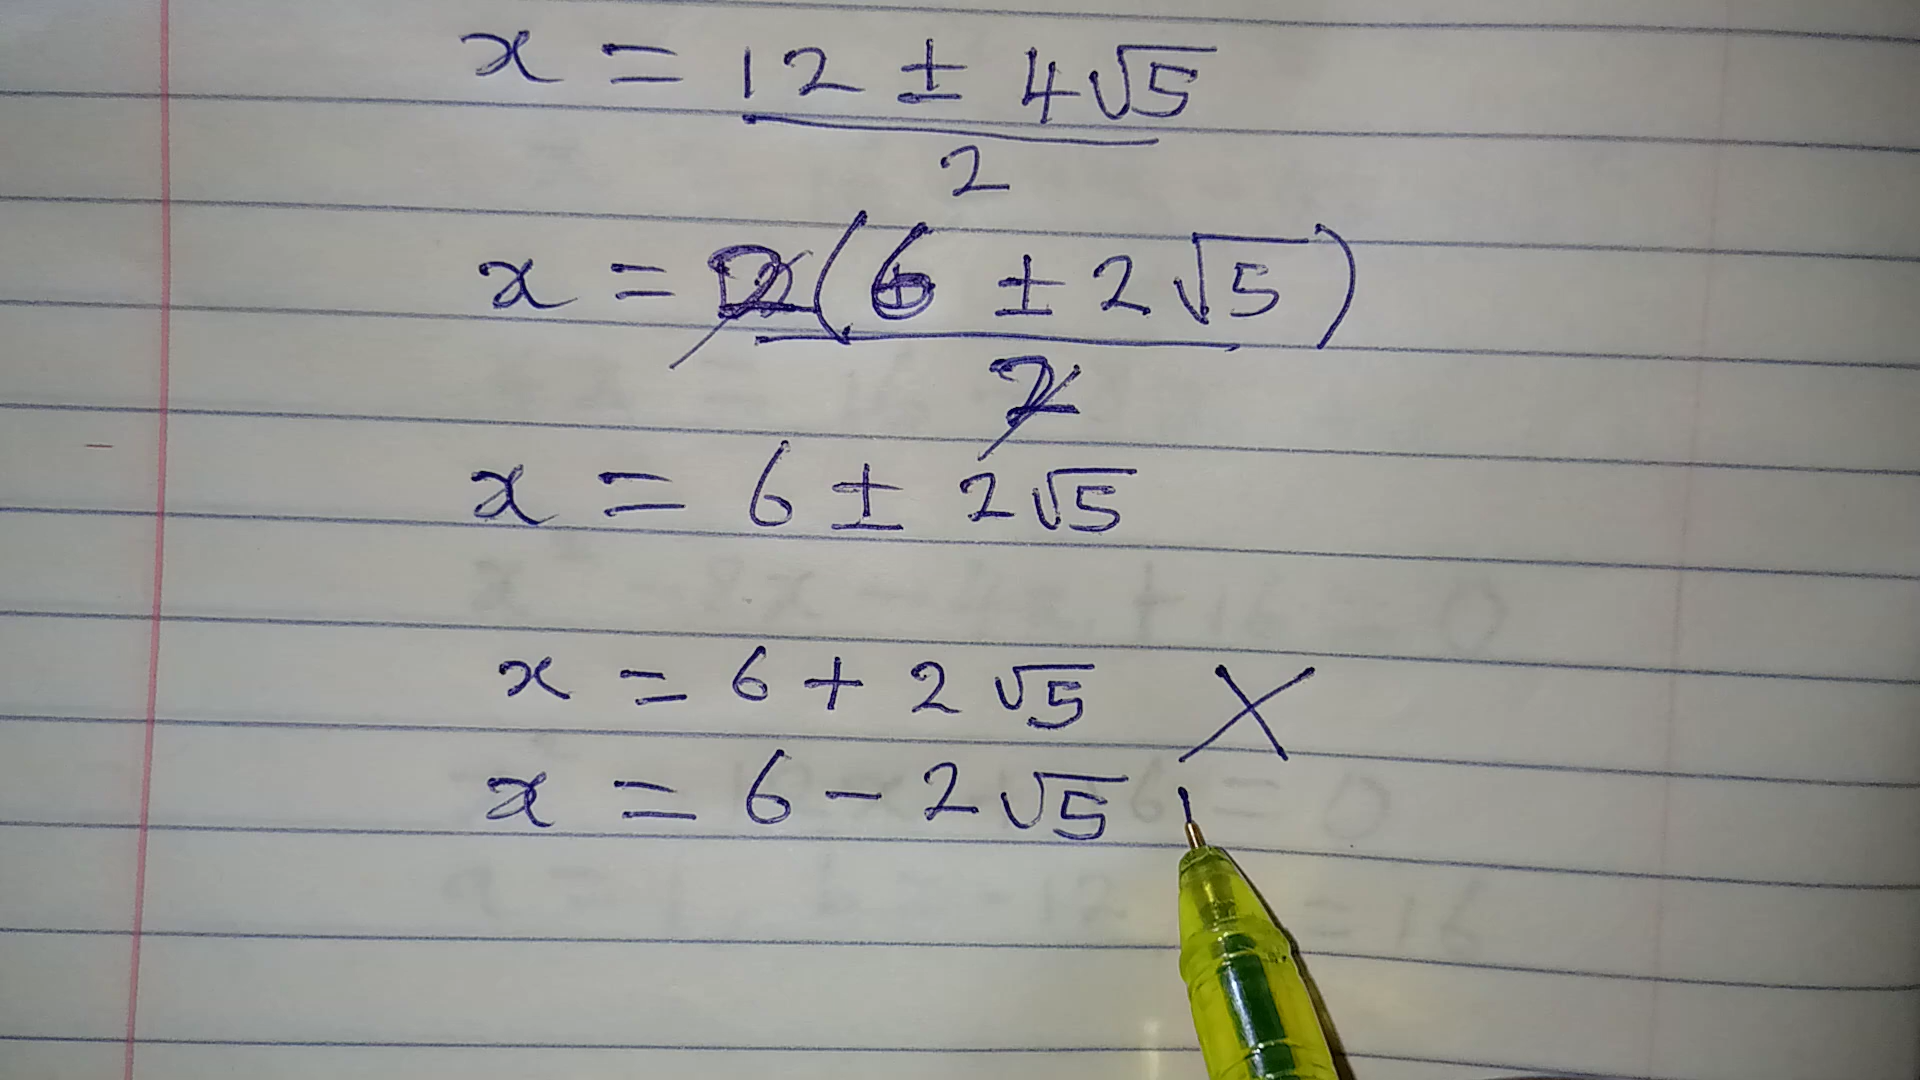 x = 12 ± 4√5
2
x = 2(6 ± 2√5)
2
x = 6 ± 2√5
x = 6 + 2√5 X
x = 6 - 2√5